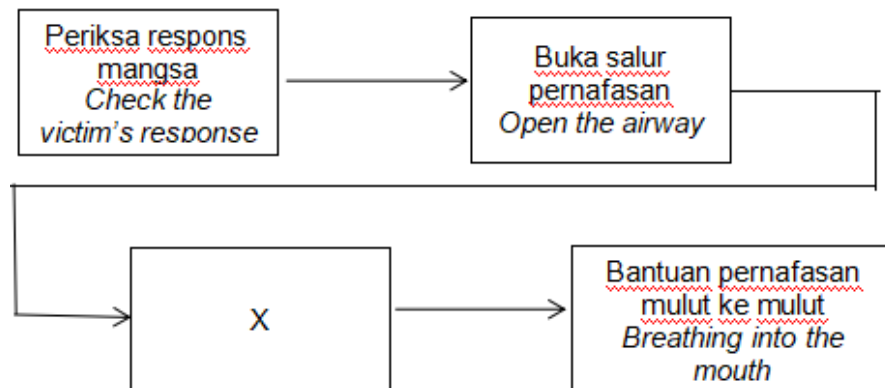 Periksa respons
mangsa
Check the
victim's response
Buka salur
pernafasan
Open the airway
X
Bantuan pernafasan
mulut ke mulut
Breathing into the
mouth